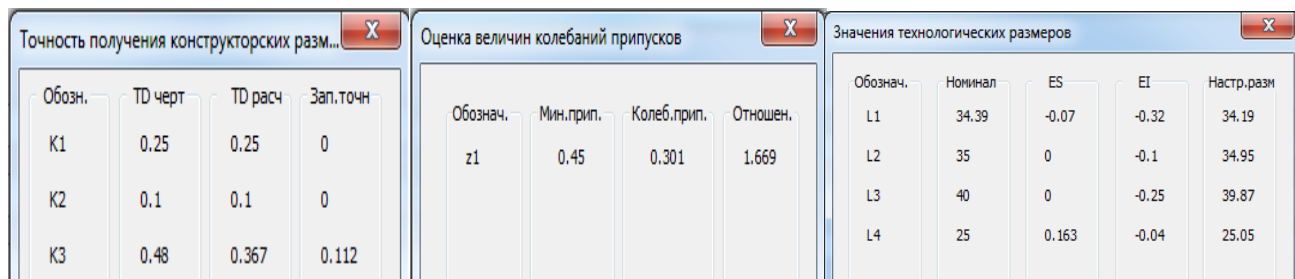 Точность получения конструкторских разм...
X
Обозн. TD черт TD расч Зап.точн
K1 0.25 0.25 0
K2 0.1 0.1 0
K3 0.48 0.367 0.112
Оценка величин колебаний припусков
X
Обознач. Мин.прип. Колеб.прип. Отношен.
z1 0.45 0.301 1.669
Значения технологических размеров
X
Обознач. Номинал ES EI Настр.разм
L1 34.39 -0.07 -0.32 34.19
L2 35 0 -0.1 34.95
L3 40 0 -0.25 39.87
L4 25 0.163 -0.04 25.05